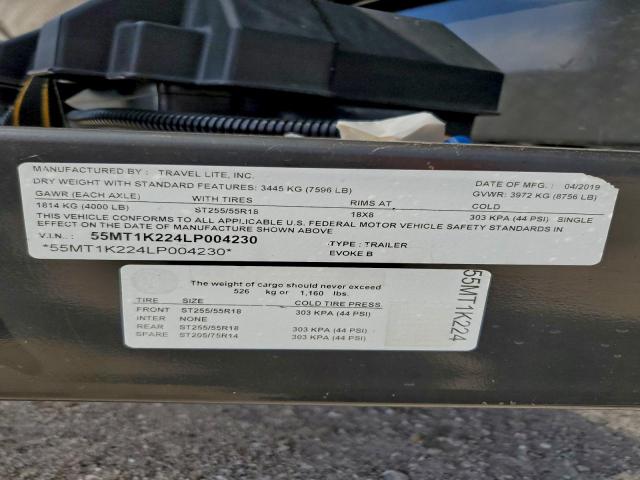 MANUFACTURED BY: TRAVEL LITE, INC. DATE OF MFG.: 04/2019
DRY WEIGHT WITH STANDARD FEATURES: 3445 KG (7596 LB) GVWR: 3972 KG (8756 LB)
GAWR (EACH AXLE) WITH TIRES RIMS AT COLD
1814 KG (4000 LB) ST255/55R18 18X8 303 KPA (44 PSI) SINGLE
THIS VEHICLE CONFORMS TO ALL APPLICABLE U.S. FEDERAL MOTOR VEHICLE SAFETY STANDARDS IN
EFFECT ON THE DATE OF MANUFACTURE SHOWN ABOVE
V.I.N.: 55MT1K224LP004230 TYPE: TRAILER
*55MT1K224LP004230* EVOKE B
The weight of cargo should never exceed
526 kg or 1,160 lbs.
TIRE SIZE COLD TIRE PRESS.
FRONT ST255/55R18 303 KPA (44 PSI)
INTER NONE
REAR ST255/55R18 303 KPA (44 PSI)
SPARE ST205/75R14 303 KPA (44 PSI)
55MT1K224